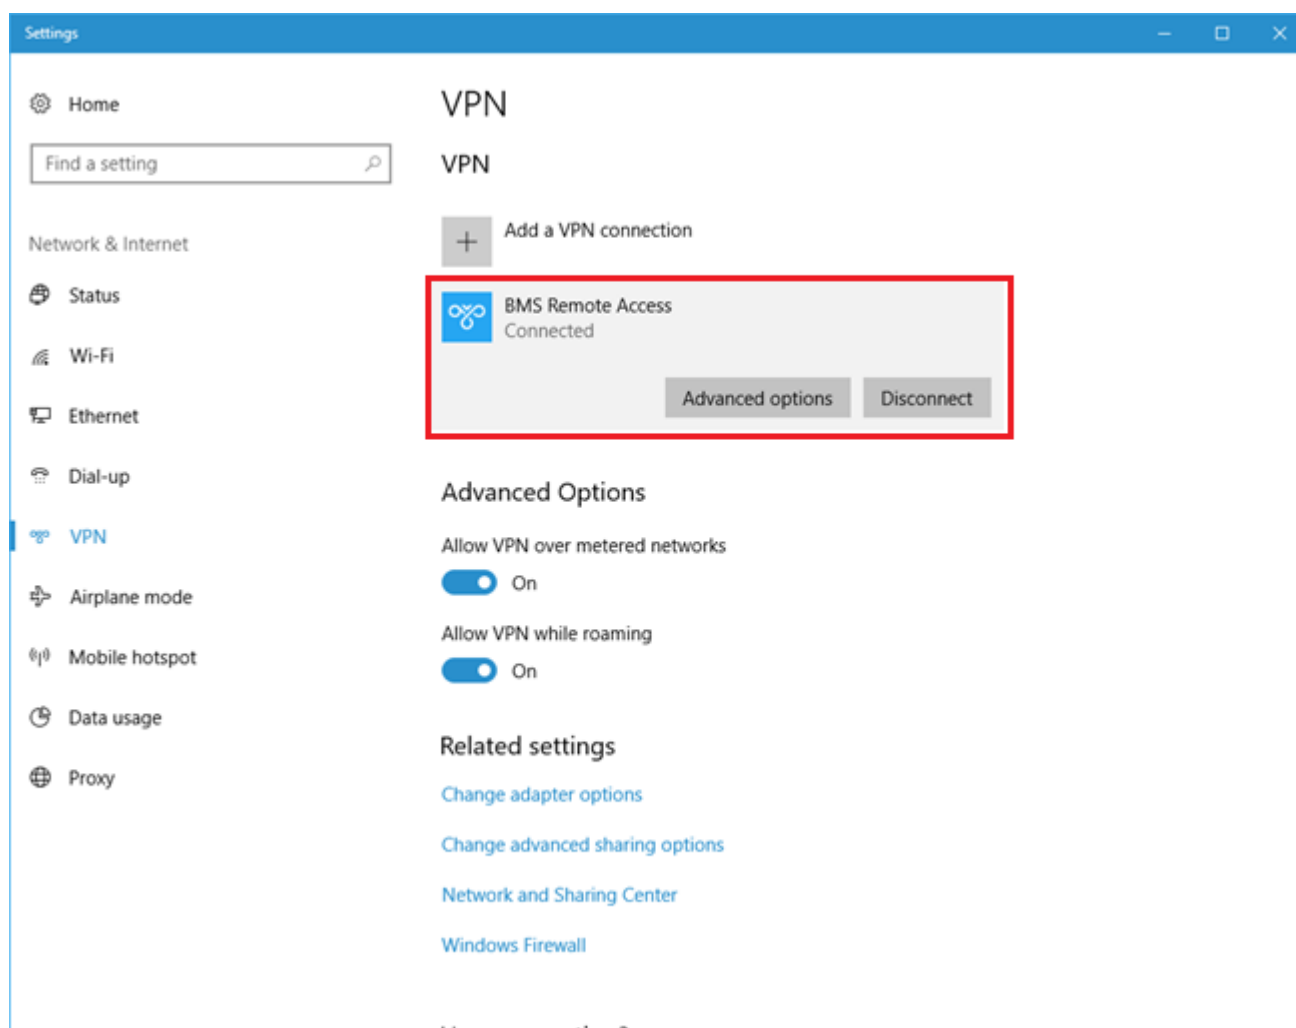 Settings
Home
Find a setting
Network & Internet
Status
Wi-Fi
Ethernet
Dial-up
VPN
Airplane mode
Mobile hotspot
Data usage
Proxy
VPN
VPN
Add a VPN connection
BMS Remote Access
Connected
Advanced options Disconnect
Advanced Options
Allow VPN over metered networks
On
Allow VPN while roaming
On
Related settings
Change adapter options
Change advanced sharing options
Network and Sharing Center
Windows Firewall